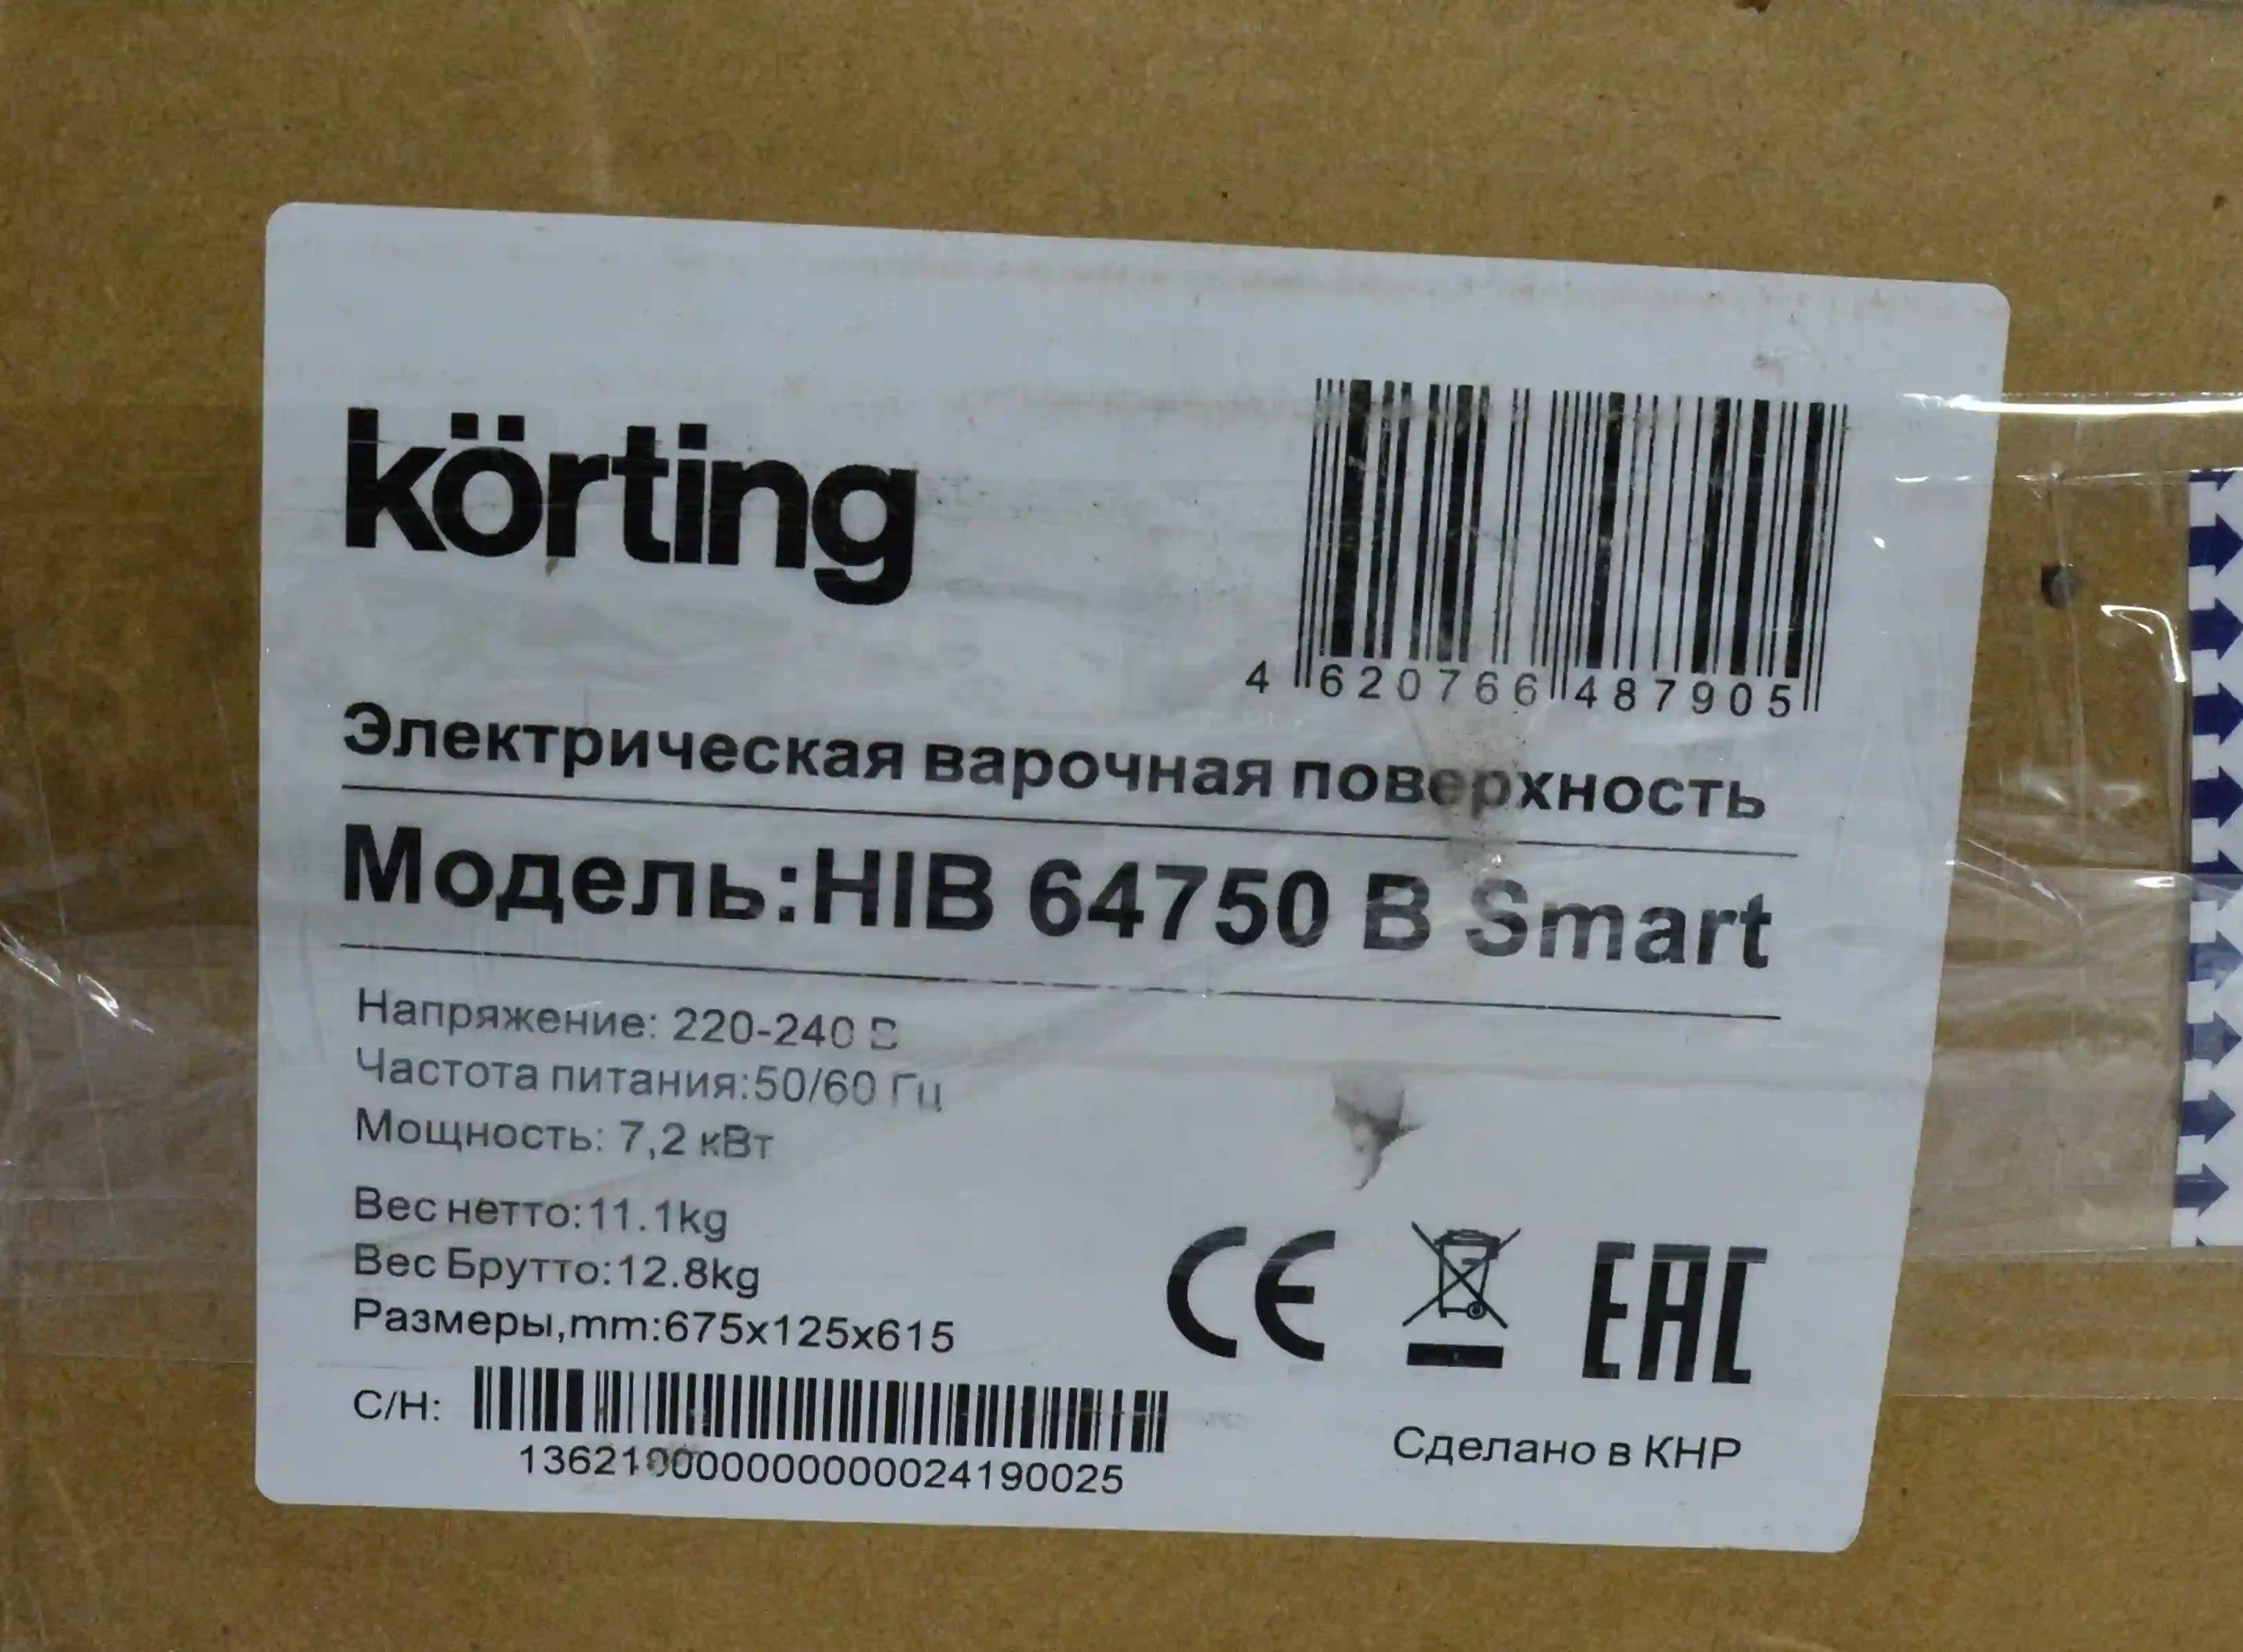 körting
4 620766 487905
Электрическая варочная поверхность
Модель:HIB 64750 B Smart
Напряжение: 220-240 В
Частота питания:50/60 Гц
Мощность: 7,2 кВт
Вес нетто:11.1kg
Вес Брутто:12.8kg
Размеры,mm:675x125x615
CE
EAC
С/Н:
Сделано в КНР